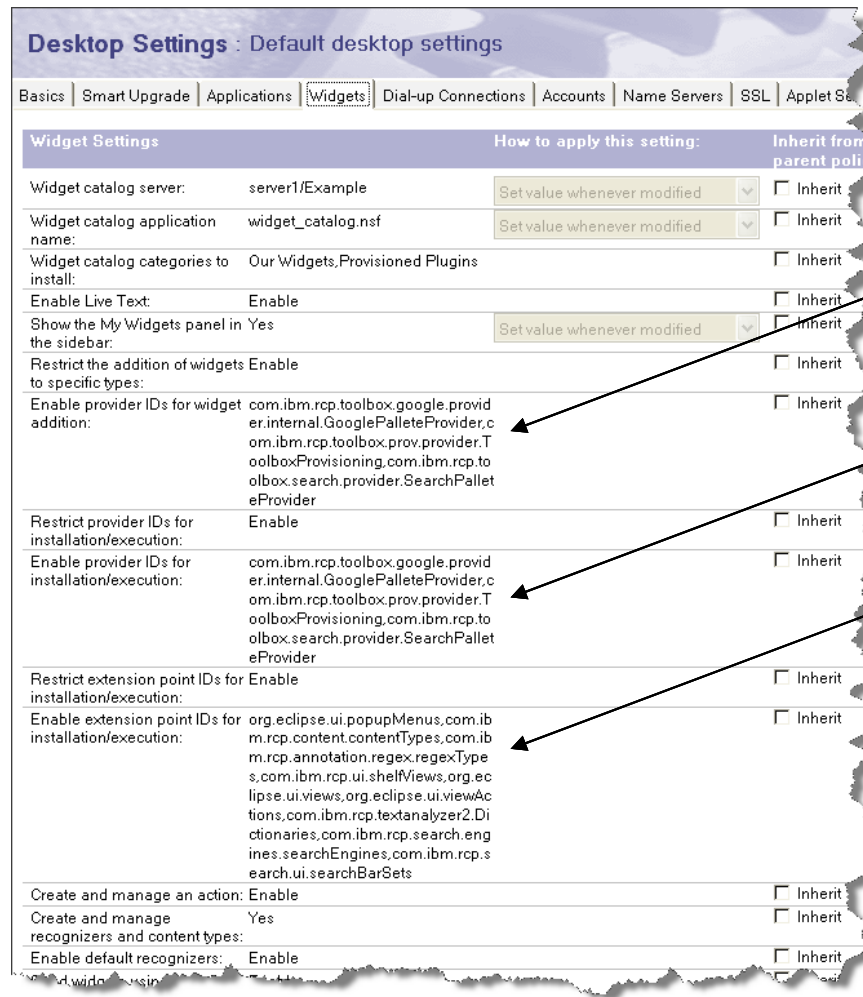 Desktop Settings : Default desktop settings
Basics | Smart Upgrade | Applications | Widgets | Dial-up Connections | Accounts | Name Servers | SSL | Applet
Widget Settings How to apply this setting: Inherit from
parent
Widget catalog server: server1/Example Set value whenever modified Inherit
Widget catalog application widget_catalog.nsf Set value whenever modified Inherit
name:
Widget catalog categories to Our Widgets,Provisioned Plugins Inherit
install:
Enable Live Text: Enable Inherit
Show the My Widgets panel in Yes Set value whenever modified Inherit
the sidebar:
Restrict the addition of widgets Enable Inherit
to specific types:
Enable provider IDs for widget com.ibm.rcp.toolbox.google.provid Inherit
addition: er.internal.GooglePalleteProvider,c
om.ibm.rcp.toolbox.prov.provider.T
oolboxProvisioning,com.ibm.rcp.to
olbox.search.provider.SearchPallet
eProvider
Restrict provider IDs for Enable Inherit
installation/execution:
Enable provider IDs for com.ibm.rcp.toolbox.google.provid Inherit
installation/execution: er.internal.GooglePalleteProvider,c
om.ibm.rcp.toolbox.prov.provider.T
oolboxProvisioning,com.ibm.rcp.to
olbox.search.provider.SearchPallet
eProvider
Restrict extension point IDs for Enable Inherit
installation/execution:
Enable extension point IDs for org.eclipse.ui.popupMenus,com.ib Inherit
installation/execution: m.rcp.content.contentTypes,com.ib
m.rcp.annotation.regex.regexType
s,com.ibm.rcp.ui.shelfViews,org.ec
lipse.ui.views,org.eclipse.ui.viewAc
tions,com.ibm.rcp.textanalyzer2.Di
ctionaries,com.ibm.rcp.search.eng
ines.searchEngines,com.ibm.rcp.s
earch.ui.searchBarSets
Create and manage an action: Enable Inherit
Create and manage Yes Inherit
recognizers and content types:
Enable default recognizers: Enable Inherit